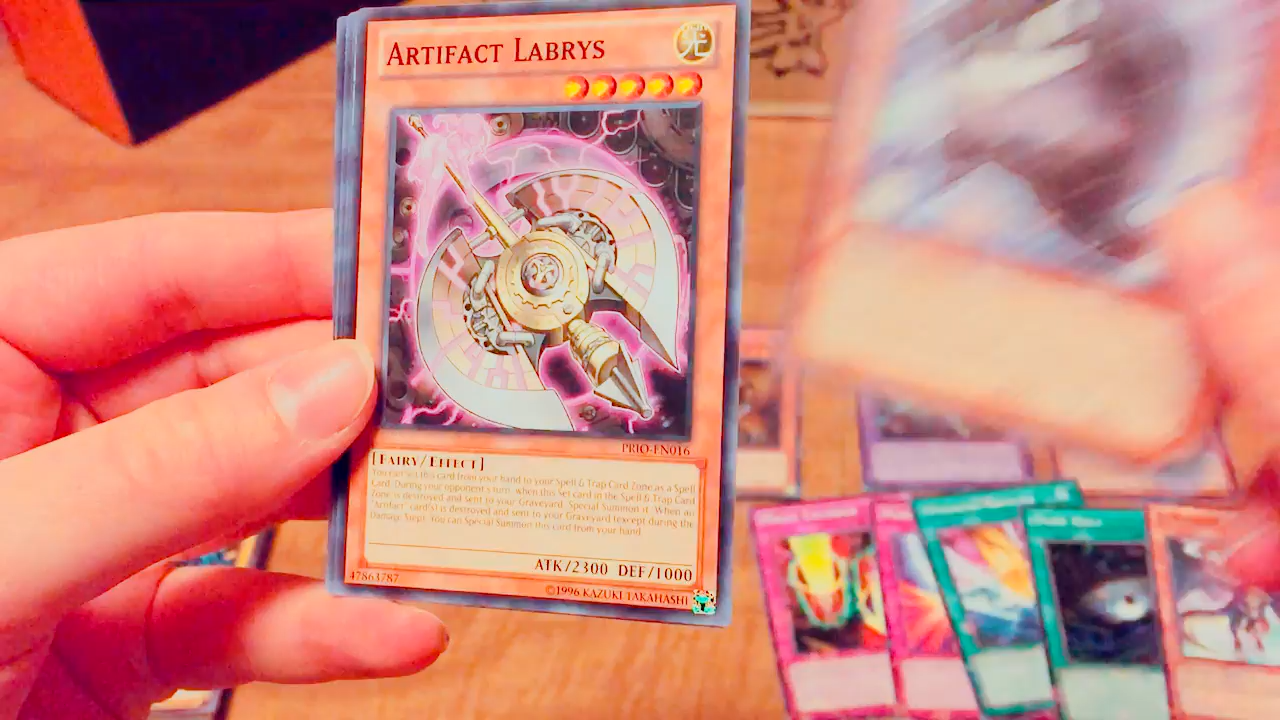 ARTIFACT LABRYS
光
PRIO-EN016
[FAIRY/EFFECT]
You can Set this card from your hand to your Spell & Trap Card Zone as a Spell
Card. During your opponent's turn, when this Set card in the Spell & Trap Card
Zone is destroyed and sent to your Graveyard: Special Summon it. When an
"Artifact" card(s) is destroyed and sent to your Graveyard (except during the
Damage Step): You can Special Summon this card from your hand.
ATK/2300 DEF/1000
47863787
©1996 KAZUKI TAKAHASHI